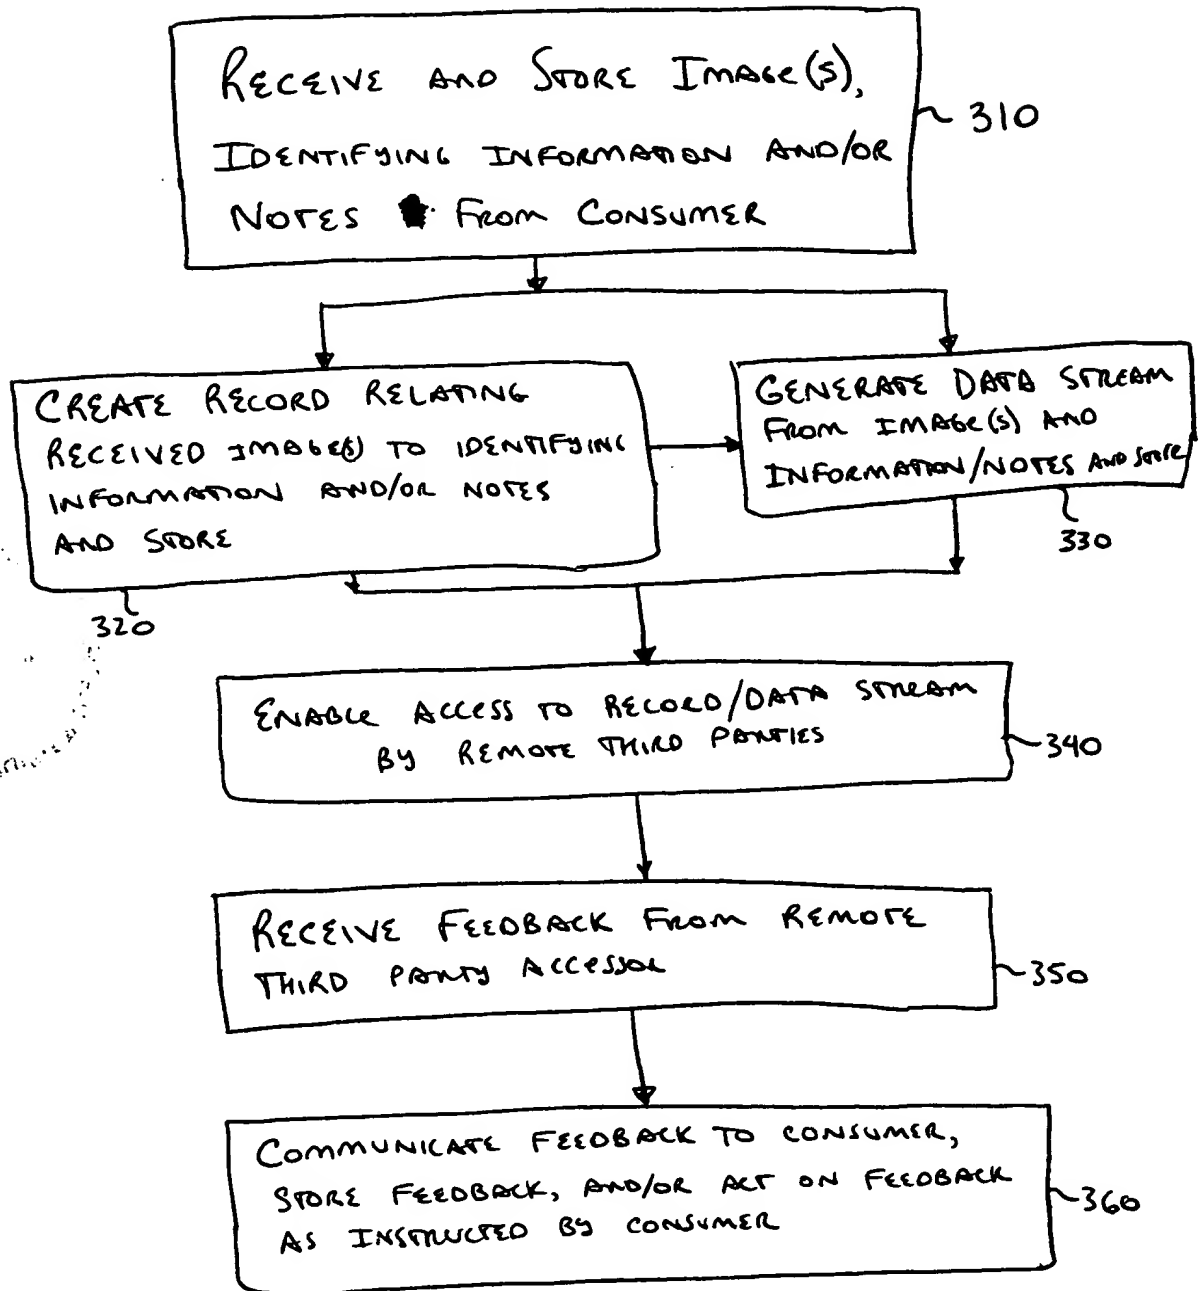 RECEIVE AND STORE IMAGE(S),
IDENTIFYING INFORMATION AND/OR
NOTES FROM CONSUMER
310
CREATE RECORD RELATING
RECEIVED IMAGE(S) TO IDENTIFYING
INFORMATION AND/OR NOTES
AND STORE
320
GENERATE DATA STREAM
FROM IMAGE(S) AND
INFORMATION/NOTES AND STORE
330
ENABLE ACCESS TO RECORD/DATA STREAM
BY REMOTE THIRD PARTIES
340
RECEIVE FEEDBACK FROM REMOTE
THIRD PARTY ACCESSOR
350
COMMUNICATE FEEDBACK TO CONSUMER,
STORE FEEDBACK, AND/OR ACT ON FEEDBACK
AS INSTRUCTED BY CONSUMER
360